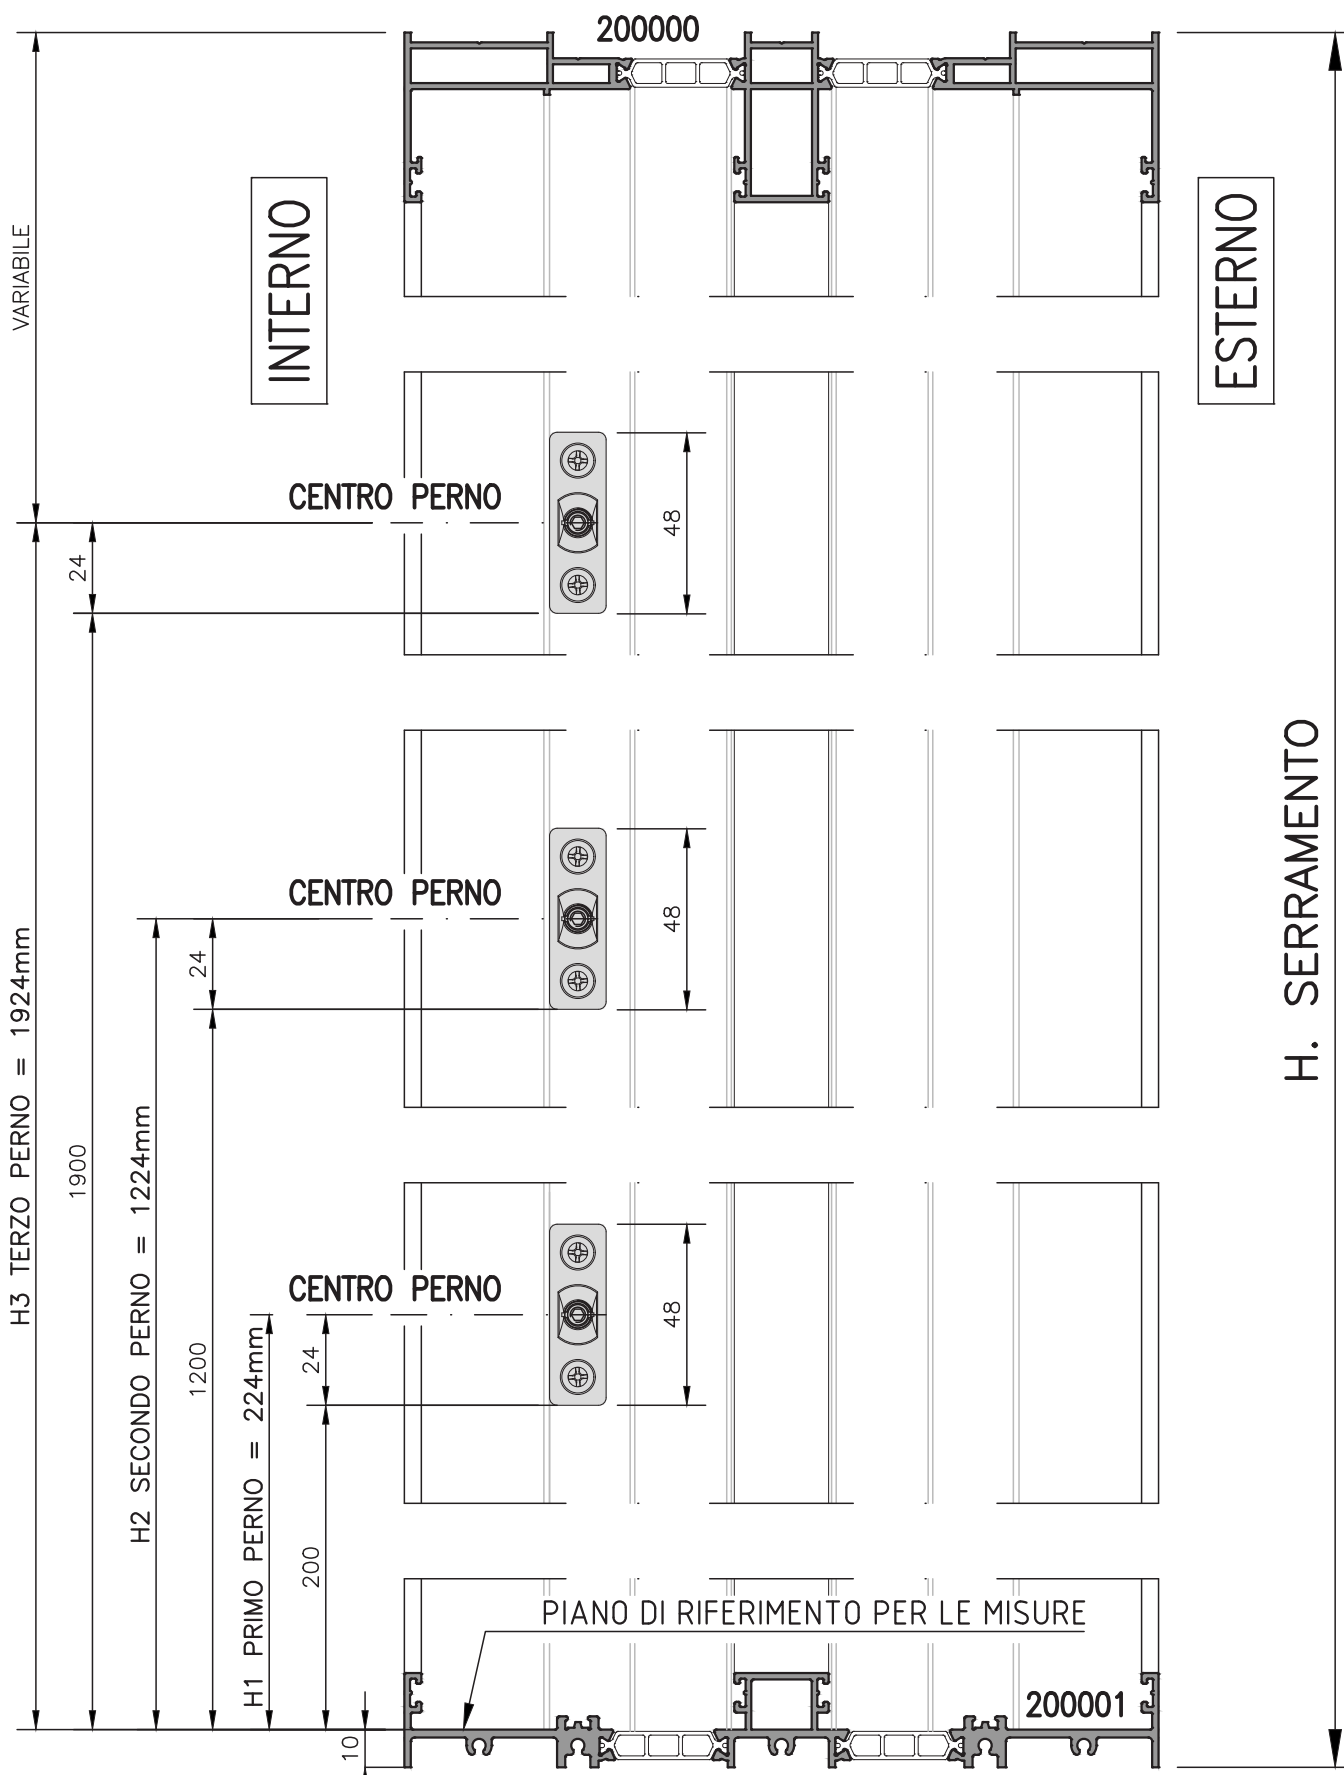 200000
VARIABILE
INTERNO
ESTERNO
CENTRO PERNO
24
48
CENTRO PERNO
24
48
H. SERRAMENTO
H3 TERZO PERNO = 1924mm
1900
H2 SECONDO PERNO = 1224mm
1200
CENTRO PERNO
24
48
H1 PRIMO PERNO = 224mm
200
PIANO DI RIFERIMENTO PER LE MISURE
200001
10